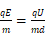 qE/m = qU/md